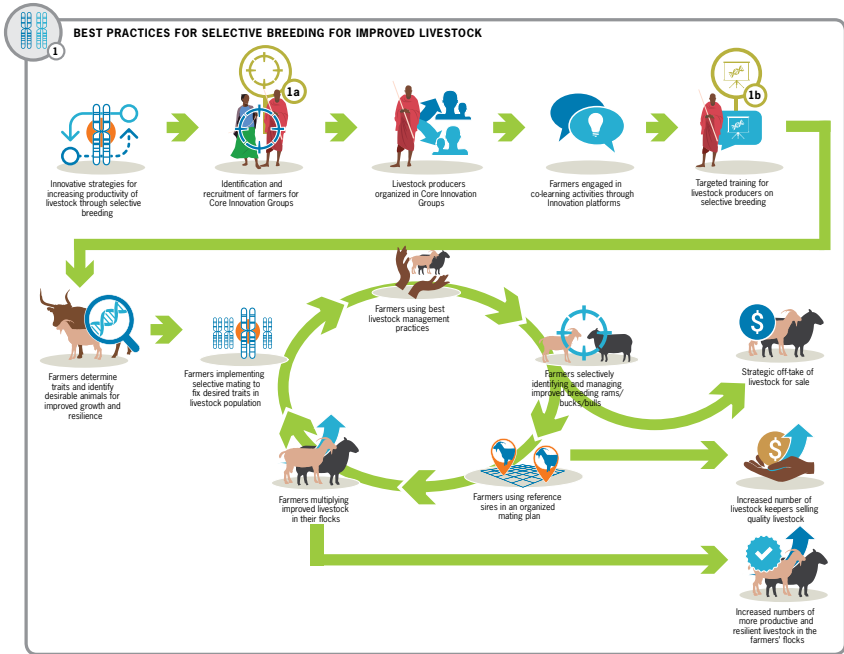 BEST PRACTICES FOR SELECTIVE BREEDING FOR IMPROVED LIVESTOCK
1
1a
1b
Innovative strategies for
increasing productivity of
livestock through selective
breeding
Identification and
recruitment of farmers for
Core Innovation Groups
Livestock producers
organized in Core Innovation
Groups
Farmers engaged in
co-learning activities through
Innovation platforms
Targeted training for
livestock producers on
selective breeding
Farmers determine
traits and identify
desirable animals for
improved growth and
resilience
Farmers implementing
selective mating to
fix desired traits in
livestock population
Farmers using best
livestock management
practices
Farmers selectively
identifying and managing
improved breeding rams/
bucks/bulls
$
Strategic off-take of
livestock for sale
Farmers multiplying
improved livestock
in their flocks
Farmers using reference
sires in an organized
mating plan
$
Increased number of
livestock keepers selling
quality livestock
Increased numbers of
more productive and
resilient livestock in the
farmers' flocks